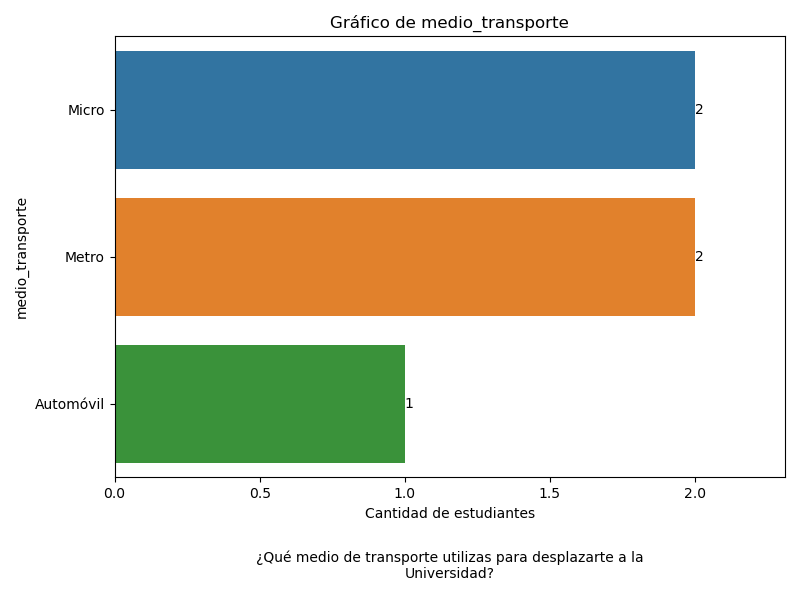 Gráfico de medio_transporte
medio_transporte
Micro
2
Metro
2
Automóvil
1
0.0
0.5
1.0
1.5
2.0
Cantidad de estudiantes
¿Qué medio de transporte utilizas para desplazarte a la
Universidad?